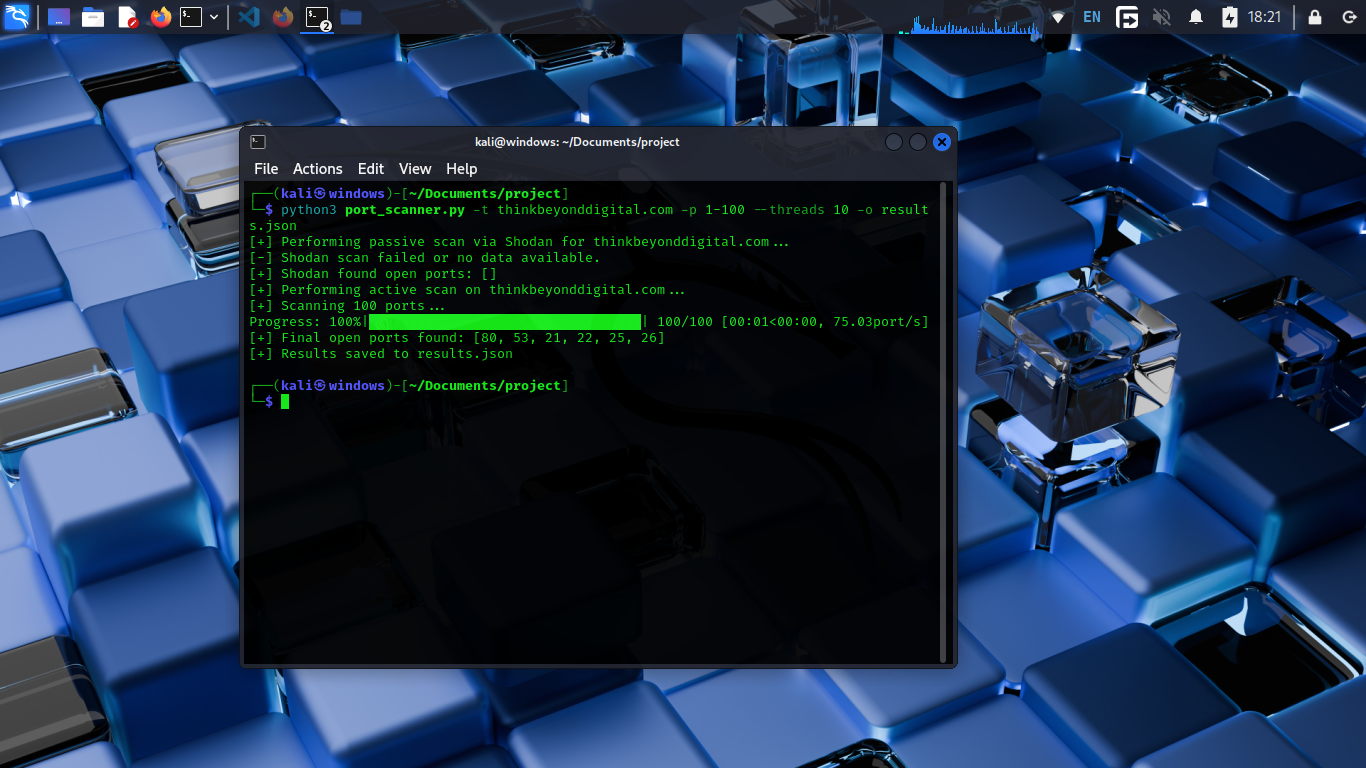 EN
18:21
2
kali@windows: ~/Documents/project
File Actions Edit View Help
┌──(kali㉿windows)-[~/Documents/project]
└─$ python3 port_scanner.py -t thinkbeyonddigital.com -p 1-100 --threads 10 -o result
s.json
[+] Performing passive scan via Shodan for thinkbeyonddigital.com...
[-] Shodan scan failed or no data available.
[+] Shodan found open ports: []
[+] Performing active scan on thinkbeyonddigital.com...
[+] Scanning 100 ports...
Progress: 100%|██████████████████████████████████| 100/100 [00:01<00:00, 75.03port/s]
[+] Final open ports found: [80, 53, 21, 22, 25, 26]
[+] Results saved to results.json
┌──(kali㉿windows)-[~/Documents/project]
└─$